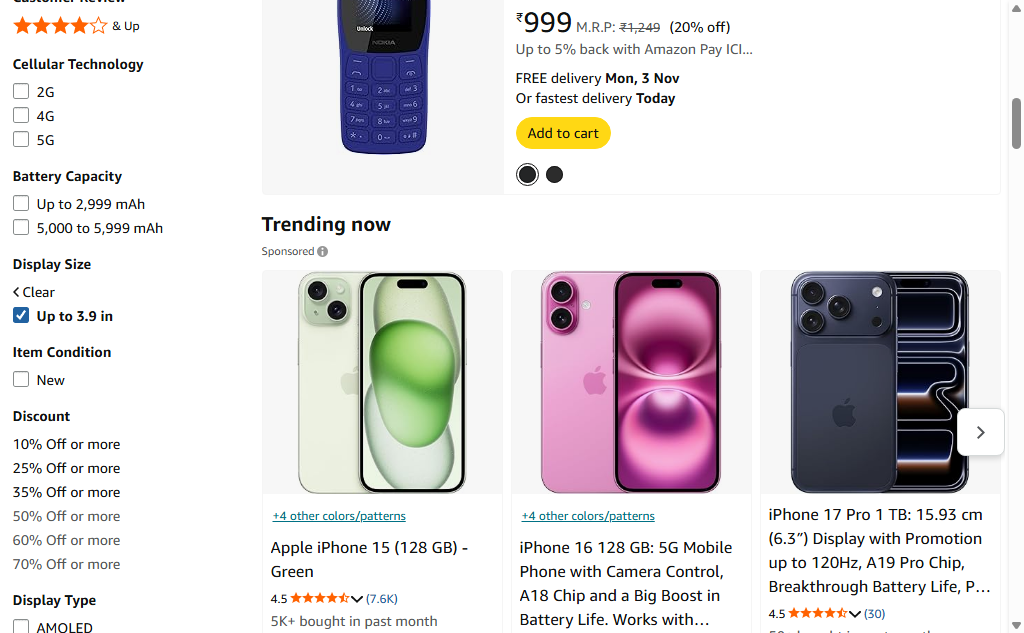 Customer Review
& Up
Cellular Technology
2G
4G
5G
Battery Capacity
Up to 2,999 mAh
5,000 to 5,999 mAh
Display Size
Clear
Up to 3.9 in
Item Condition
New
Discount
10% Off or more
25% Off or more
35% Off or more
50% Off or more
60% Off or more
70% Off or more
Display Type
AMOLED
Unlock
NOKIA
₹999 M.R.P: ₹1,249 (20% off)
Up to 5% back with Amazon Pay ICI…
FREE delivery Mon, 3 Nov
Or fastest delivery Today
Add to cart
Trending now
Sponsored
+4 other colors/patterns
Apple iPhone 15 (128 GB) -
Green
4.5 (7.6K)
5K+ bought in past month
+4 other colors/patterns
iPhone 16 128 GB: 5G Mobile
Phone with Camera Control,
A18 Chip and a Big Boost in
Battery Life. Works with…
iPhone 17 Pro 1 TB: 15.93 cm
(6.3″) Display with Promotion
up to 120Hz, A19 Pro Chip,
Breakthrough Battery Life, P…
4.5 (30)